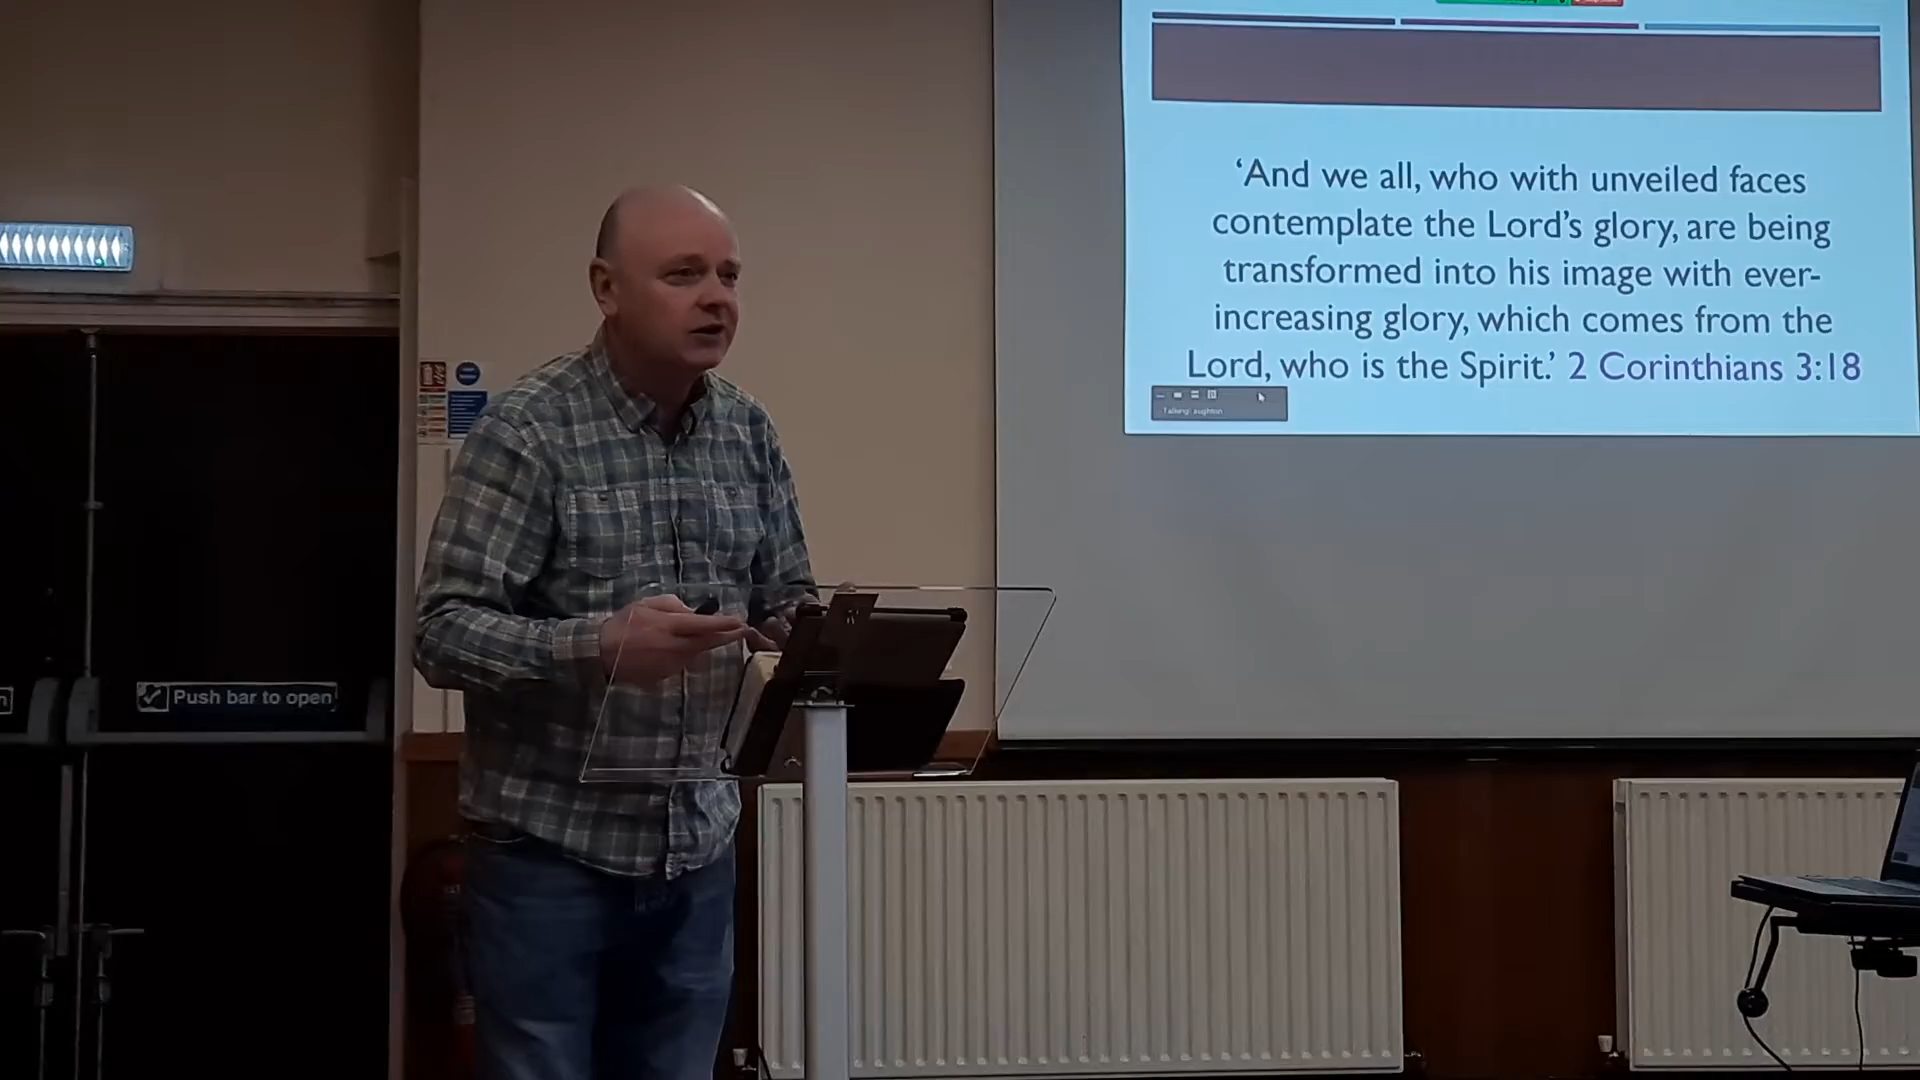 ‘And we all, who with unveiled faces
contemplate the Lord’s glory, are being
transformed into his image with ever-
increasing glory, which comes from the
Lord, who is the Spirit.’ 2 Corinthians 3:18
Push bar to open